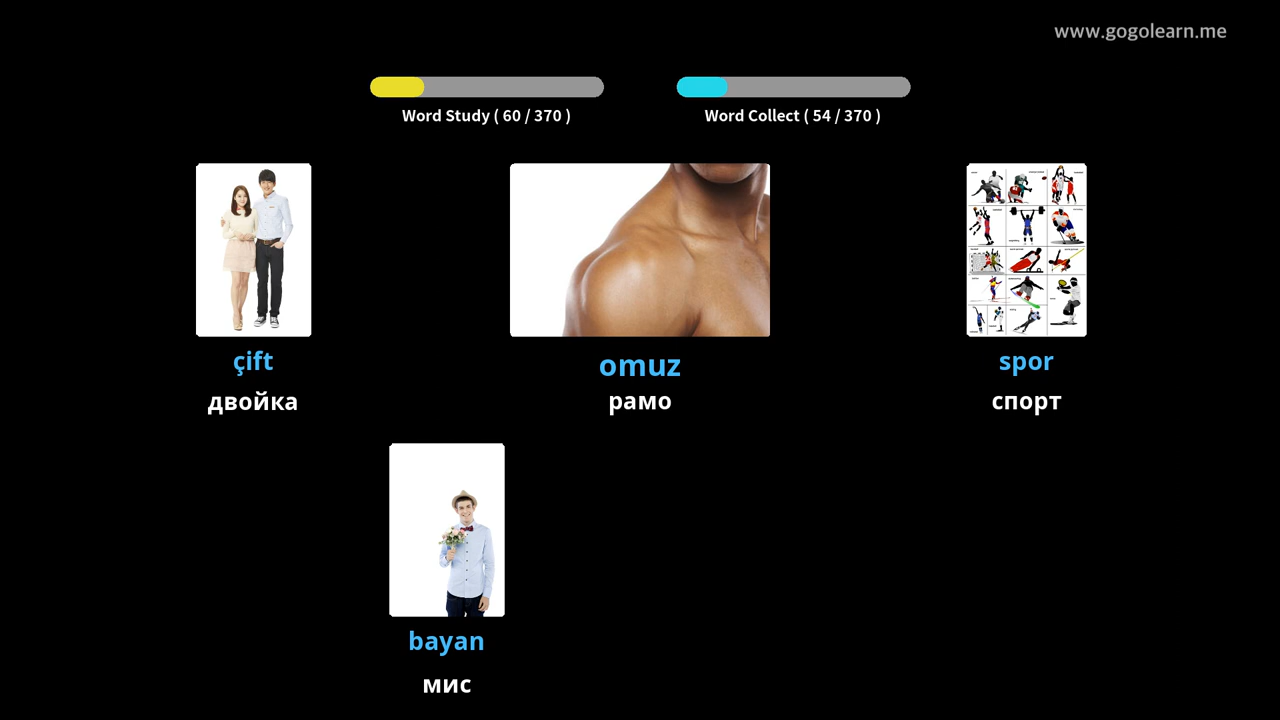 www.gogolearn.me
Word Study ( 60 / 370 )
Word Collect ( 54 / 370 )
çift
двойка
omuz
рамо
spor
спорт
bayan
мис